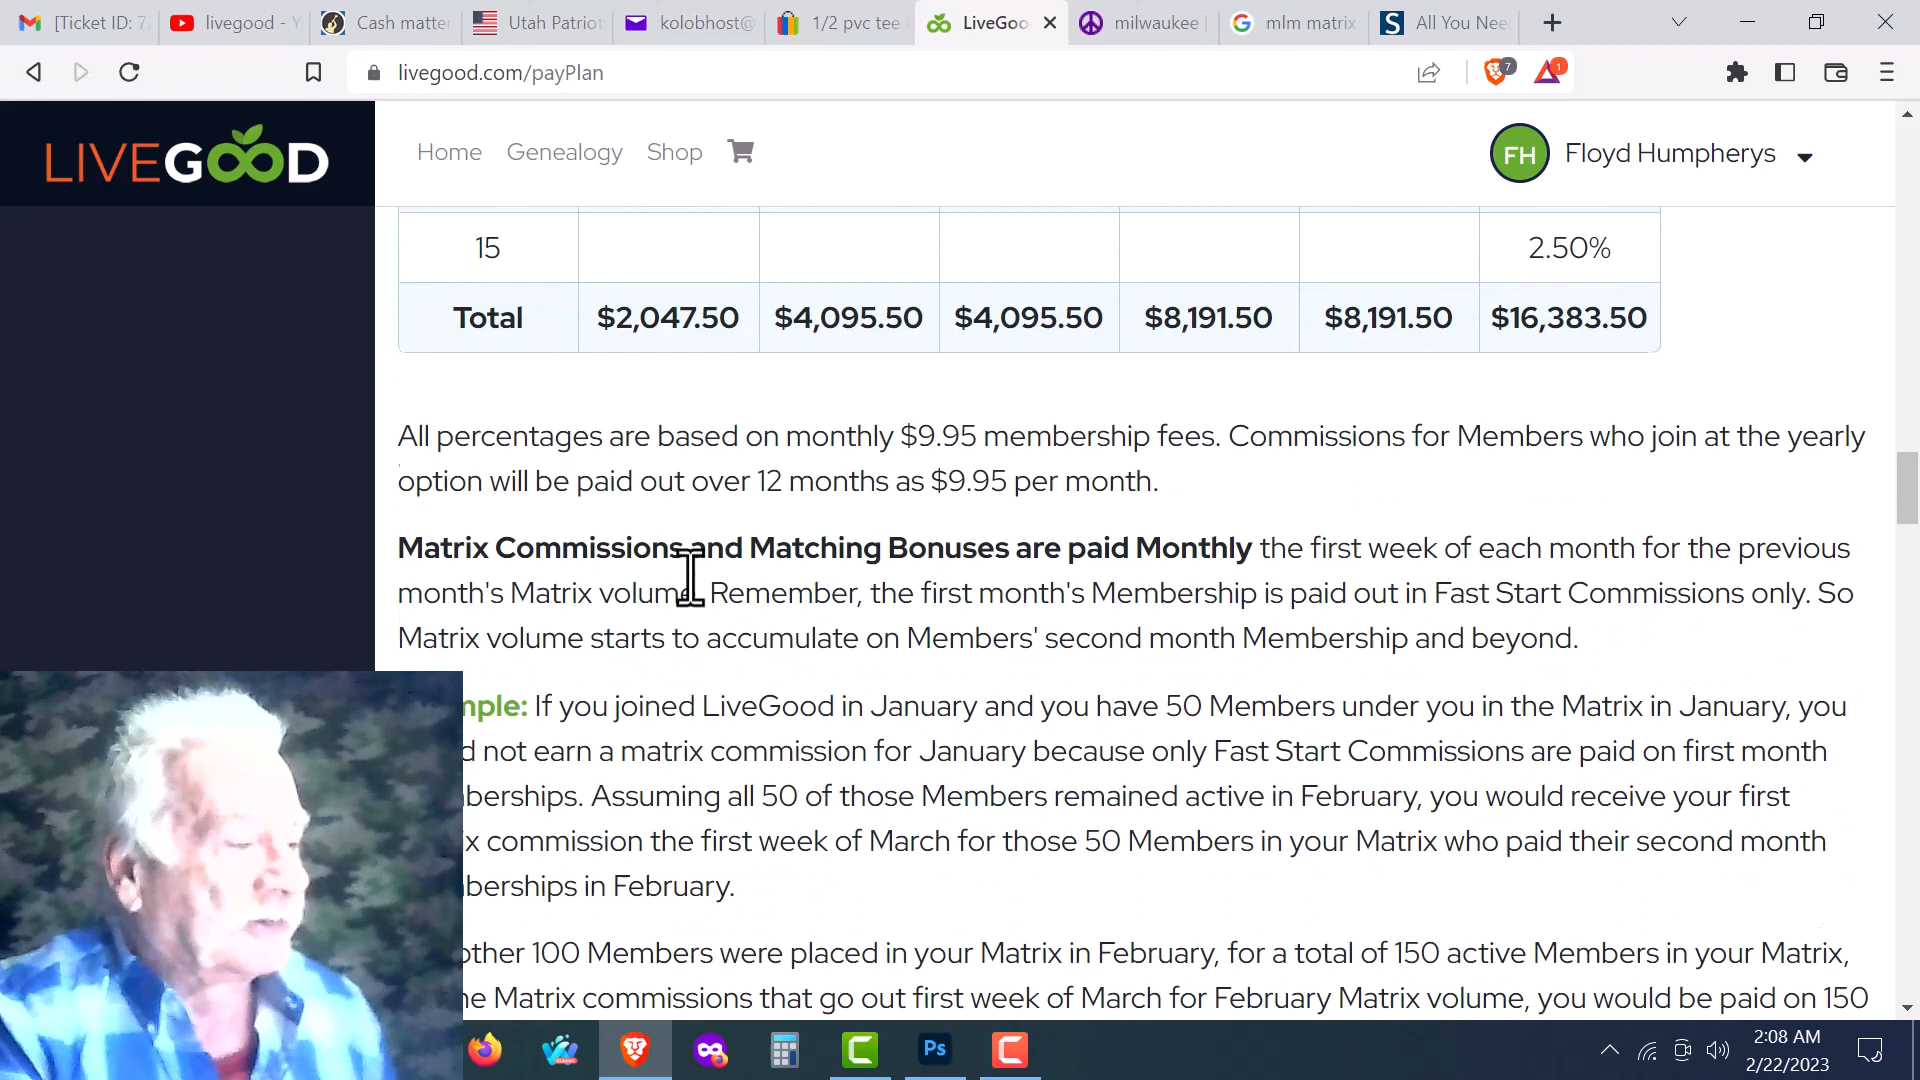 [Ticket ID: 7
livegood - Y
Cash matter
Utah Patriot
kolobhost@
1/2 pvc tee
LiveGoo
milwaukee
mlm matrix
All You Nee
livegood.com/payPlan
7
1
LIVEGOOD
Home
Genealogy
Shop
FH
Floyd Humpherys
15
2.50%
Total $2,047.50 $4,095.50 $4,095.50 $8,191.50 $8,191.50 $16,383.50
All percentages are based on monthly $9.95 membership fees. Commissions for Members who join at the yearly
option will be paid out over 12 months as $9.95 per month.
Matrix Commissions and Matching Bonuses are paid Monthly the first week of each month for the previous
month's Matrix volume. Remember, the first month's Membership is paid out in Fast Start Commissions only. So
Matrix volume starts to accumulate on Members' second month Membership and beyond.
mple: If you joined LiveGood in January and you have 50 Members under you in the Matrix in January, you
d not earn a matrix commission for January because only Fast Start Commissions are paid on first month
berships. Assuming all 50 of those Members remained active in February, you would receive your first
x commission the first week of March for those 50 Members in your Matrix who paid their second month
berships in February.
other 100 Members were placed in your Matrix in February, for a total of 150 active Members in your Matrix,
he Matrix commissions that go out first week of March for February Matrix volume, you would be paid on 150
Ps
2:08 AM
2/22/2023